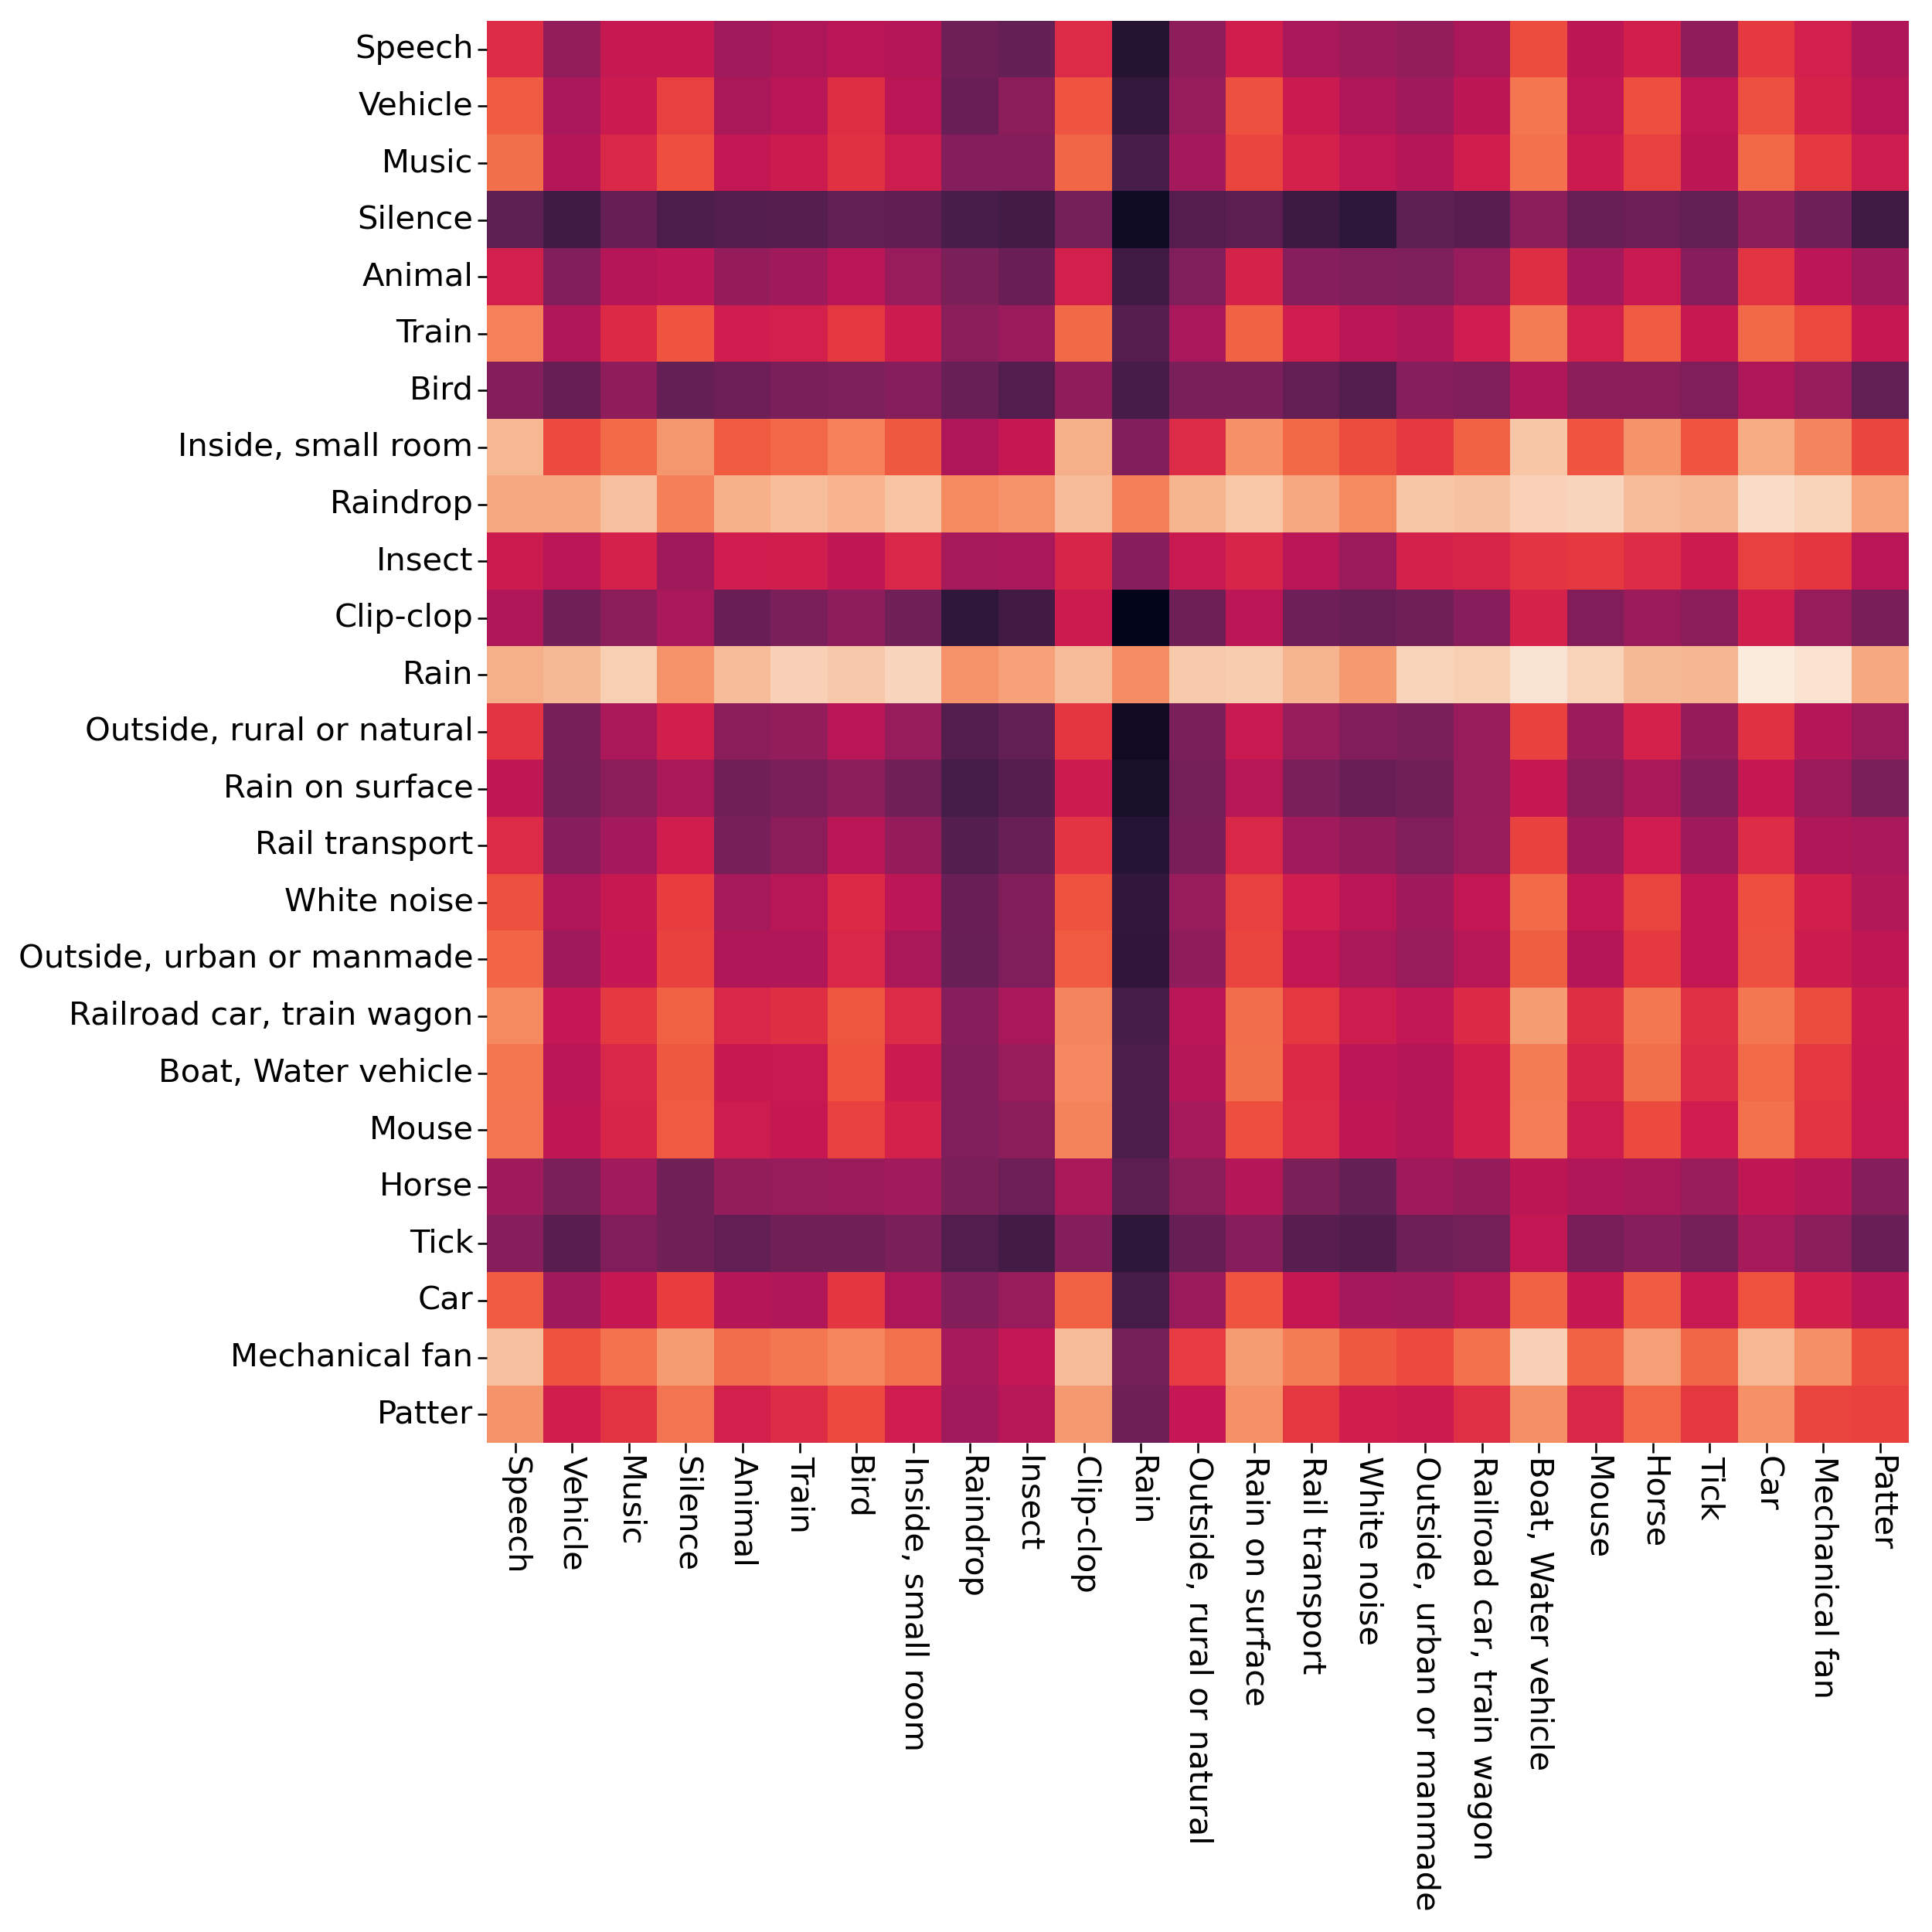 Speech
Vehicle
Music
Silence
Animal
Train
Bird
Inside, small room
Raindrop
Insect
Clip-clop
Rain
Outside, rural or natural
Rain on surface
Rail transport
White noise
Outside, urban or manmade
Railroad car, train wagon
Boat, Water vehicle
Mouse
Horse
Tick
Car
Mechanical fan
Patter
Speech
Vehicle
Music
Silence
Animal
Train
Bird
Inside, small room
Raindrop
Insect
Clip-clop
Rain
Outside, rural or natural
Rain on surface
Rail transport
White noise
Outside, urban or manmade
Railroad car, train wagon
Boat, Water vehicle
Mouse
Horse
Tick
Car
Mechanical fan
Patter